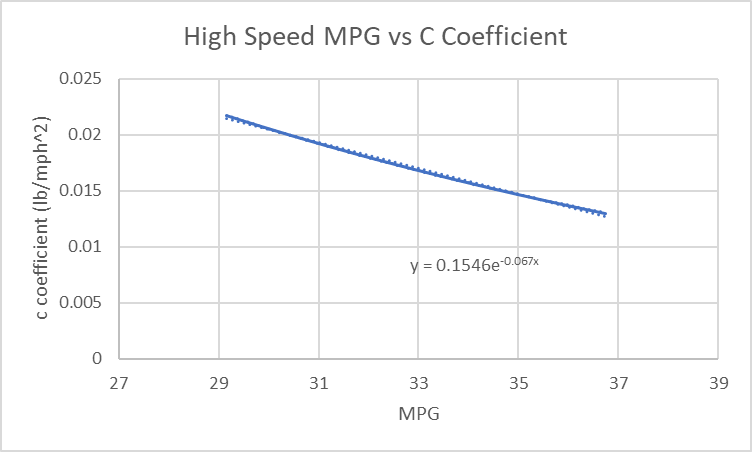 High Speed MPG vs C Coefficient
c coefficient (lb/mph^2)
0.025
0.02
0.015
0.01
0.005
0
y = 0.1546e^-0.067x
27 29 31 33 35 37 39
MPG